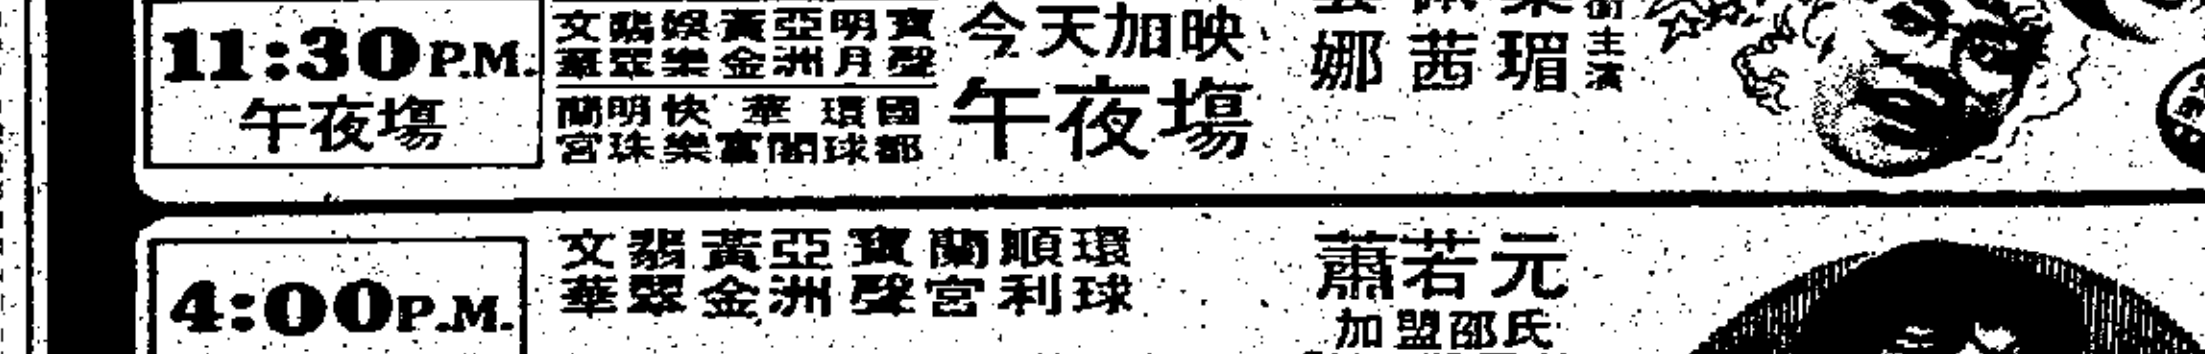 11:30 P.M.
午夜場
文翡娛黃亞明寶
華翠樂金洲月聲
蘭明快華環國
宮珠樂富閣球都
今天加映
午夜場
娜茜瑁
主演
4:00 P.M.
文翡黃亞寶蘭順環
華翠金洲聲宮利球
蕭若元
加盟邵氏